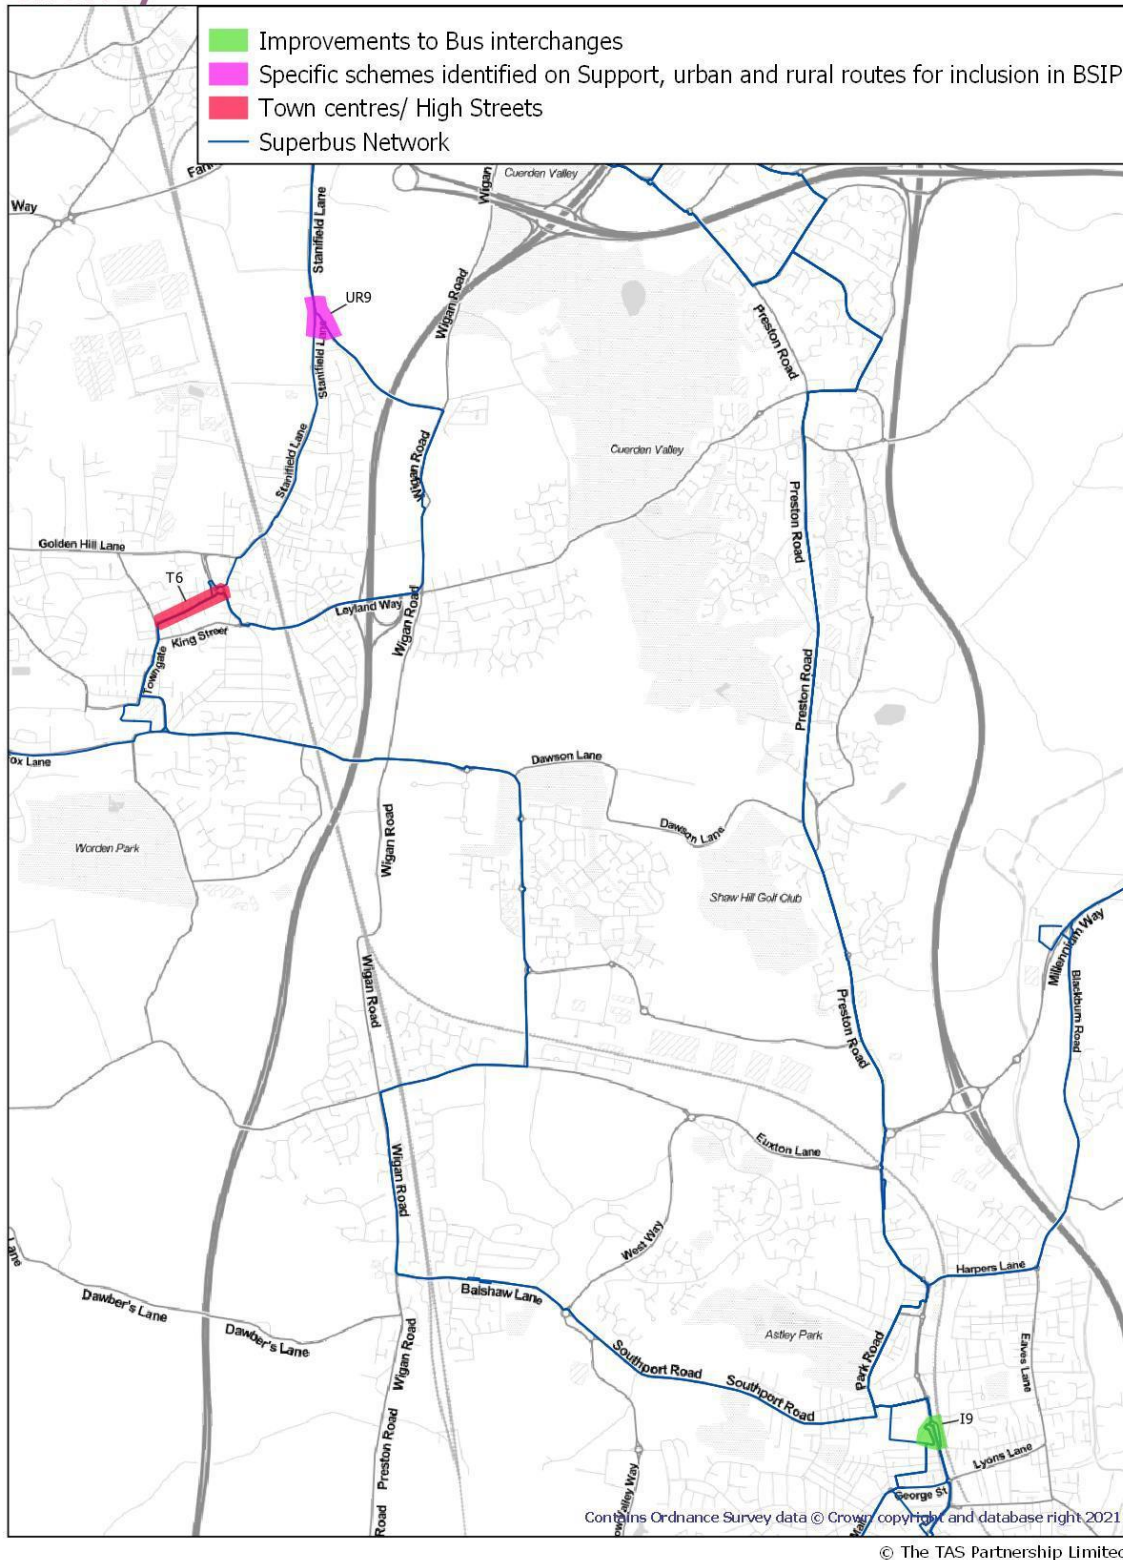 Improvements to Bus interchanges
Specific schemes identified on Support, urban and rural routes for inclusion in BSIP
Town centres/ High Streets
Superbus Network
Cuerden Valley
Wigan
Way
Stanifield Lane
UR9
Wigan Road
Stanifield Lane
Preston Road
Stanifield Lane
Wigan Road
Cuerden Valley
Preston Road
Golden Hill Lane
T6
Leyland Way
King Street
Wigan Road
Towngate
Preston Road
ox Lane
Dawson Lane
Wigan Road
Dawson Lane
Worden Park
Shaw Hill Golf Club
Millennium Way
Wigan Road
Blackburn Road
Preston Road
Euxton Lane
Wigan Road
West Way
Lane
Harpers Lane
Balshaw Lane
Dawber's Lane
Dawber's Lane
Astley Park
Wigan Road
Park Road
Eaves Lane
Southport Road
Southport Road
I9
Preston Road
Lyons Lane
George St
Road
Contains Ordnance Survey data © Crown copyright and database right 2021
© The TAS Partnership Limited